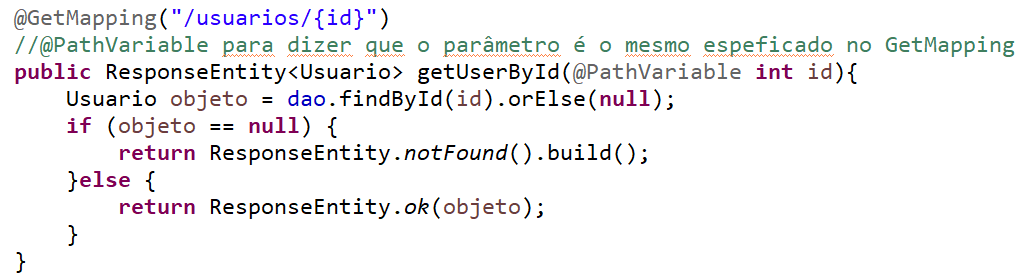 @GetMapping("/usuarios/{id}")
//@PathVariable para dizer que o parâmetro é o mesmo espeficado no GetMapping
public ResponseEntity<Usuario> getUserById(@PathVariable int id){
    Usuario objeto = dao.findById(id).orElse(null);
    if (objeto == null) {
        return ResponseEntity.notFound().build();
    }else {
        return ResponseEntity.ok(objeto);
    }
}